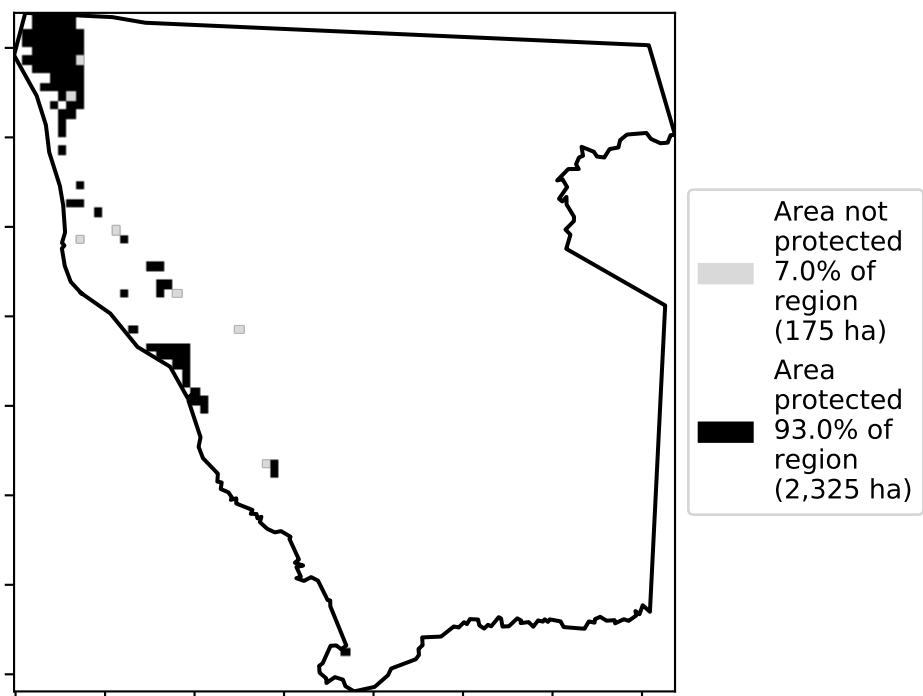 Area not
protected
7.0% of
region
(175 ha)
Area
protected
93.0% of
region
(2,325 ha)